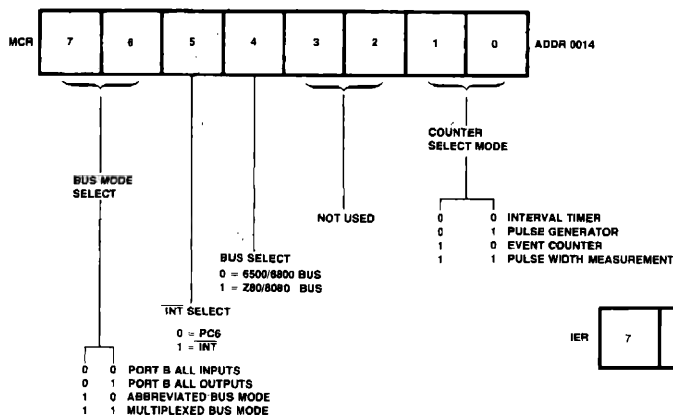 MCR 7 6 5 4 3 2 1 0 ADDR 0014
COUNTER
SELECT MODE
0 0 INTERVAL TIMER
0 1 PULSE GENERATOR
1 0 EVENT COUNTER
1 1 PULSE WIDTH MEASUREMENT
NOT USED
BUS SELECT
0 = 6500/6800 BUS
1 = Z80/8080 BUS
INT SELECT
0 = PC6
1 = INT
BUS MODE
SELECT
0 0 PORT B ALL INPUTS
0 1 PORT B ALL OUTPUTS
1 0 ABBREVIATED BUS MODE
1 1 MULTIPLEXED BUS MODE
IER 7